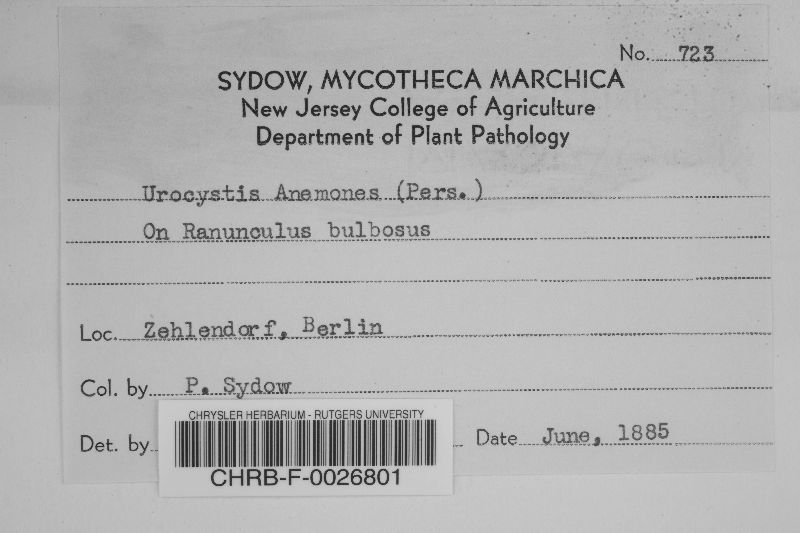 No. 723
SYDOW, MYCOTHECA MARCHICA
New Jersey College of Agriculture
Department of Plant Pathology
Urocystis Anemones (Pers.)
On Ranunculus bulbosus
Loc. Zehlendorf, Berlin
Col. by P. Sydow
Det. by
Date June, 1885
CHRYSLER HERBARIUM - RUTGERS UNIVERSITY
CHRB-F-0026801